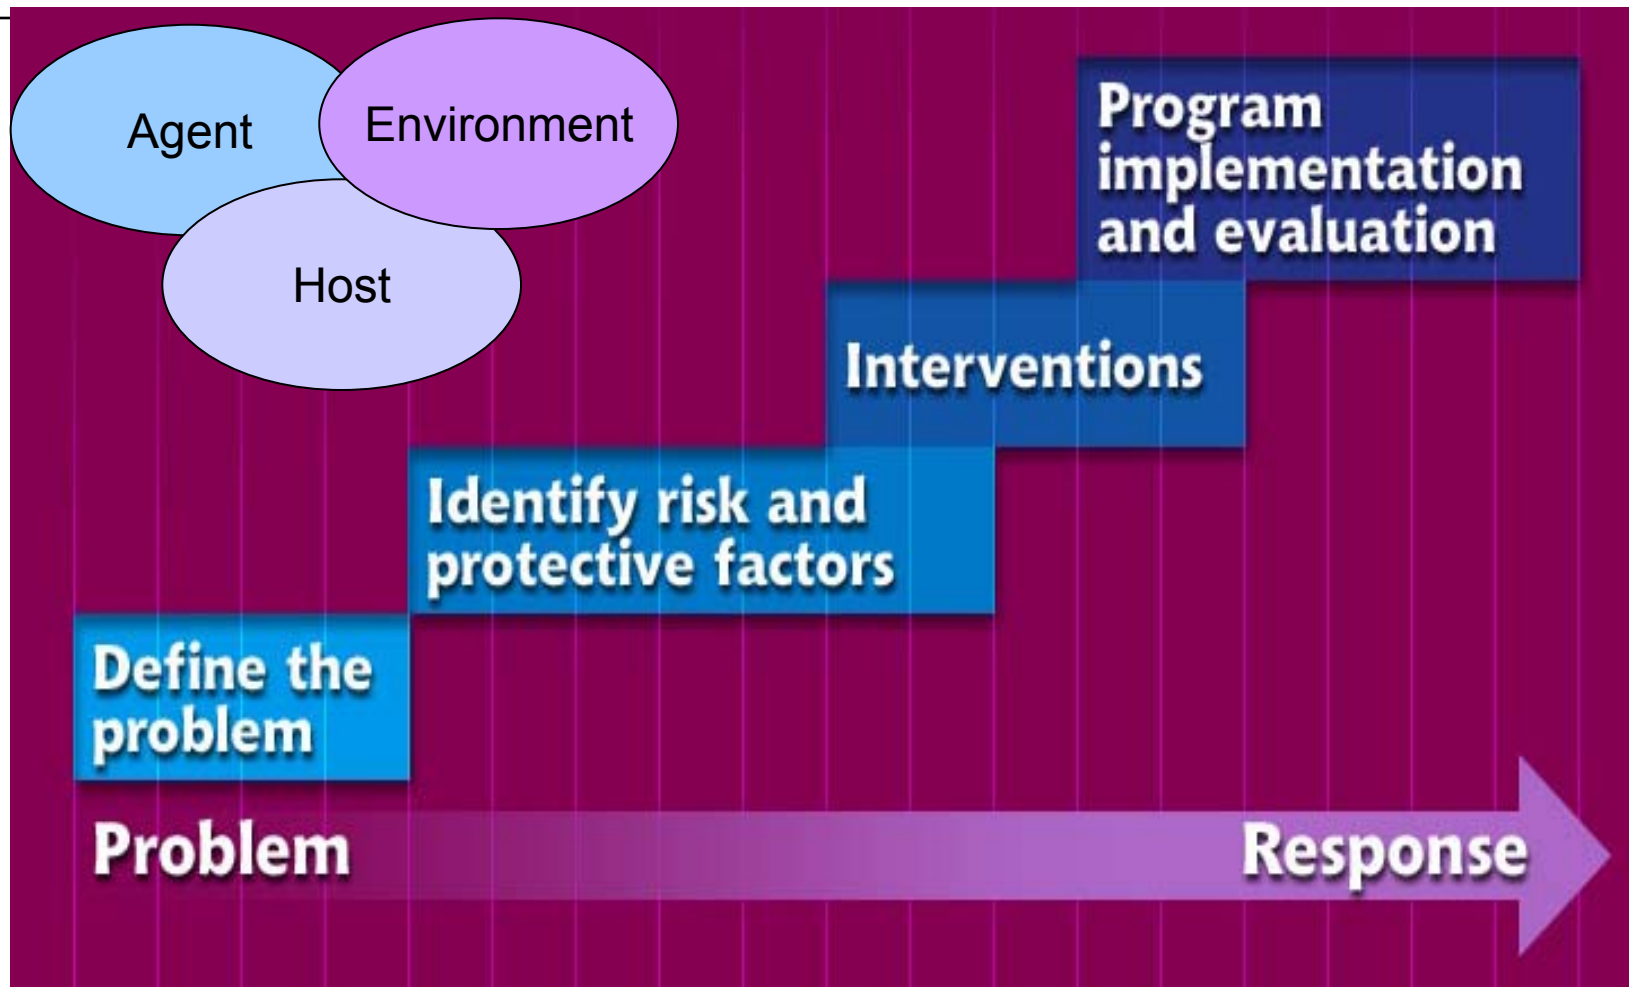 Agent
Environment
Host
Program
implementation
and evaluation
Interventions
Identify risk and
protective factors
Define the
problem
Problem
Response